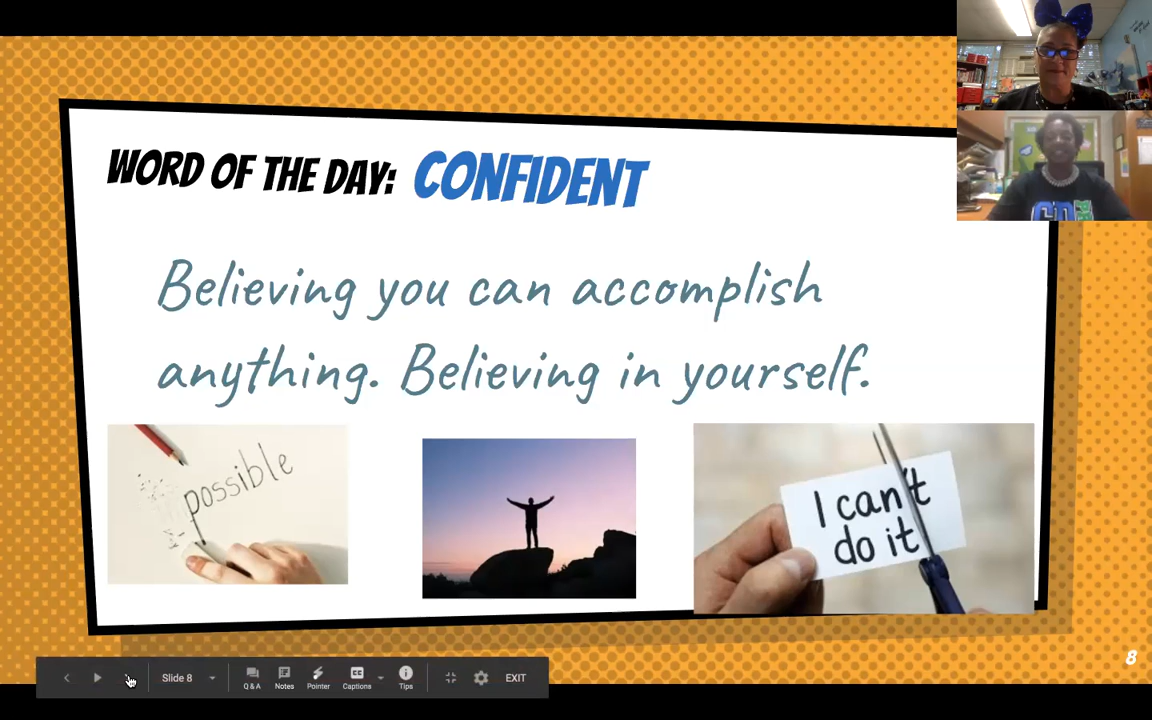 WORD OF THE DAY: CONFIDENT
Believing you can accomplish
anything. Believing in yourself.
possible
I can't
do it
8
Slide 8
Q & A
Notes
Pointer
CC
Captions
Tips
EXIT